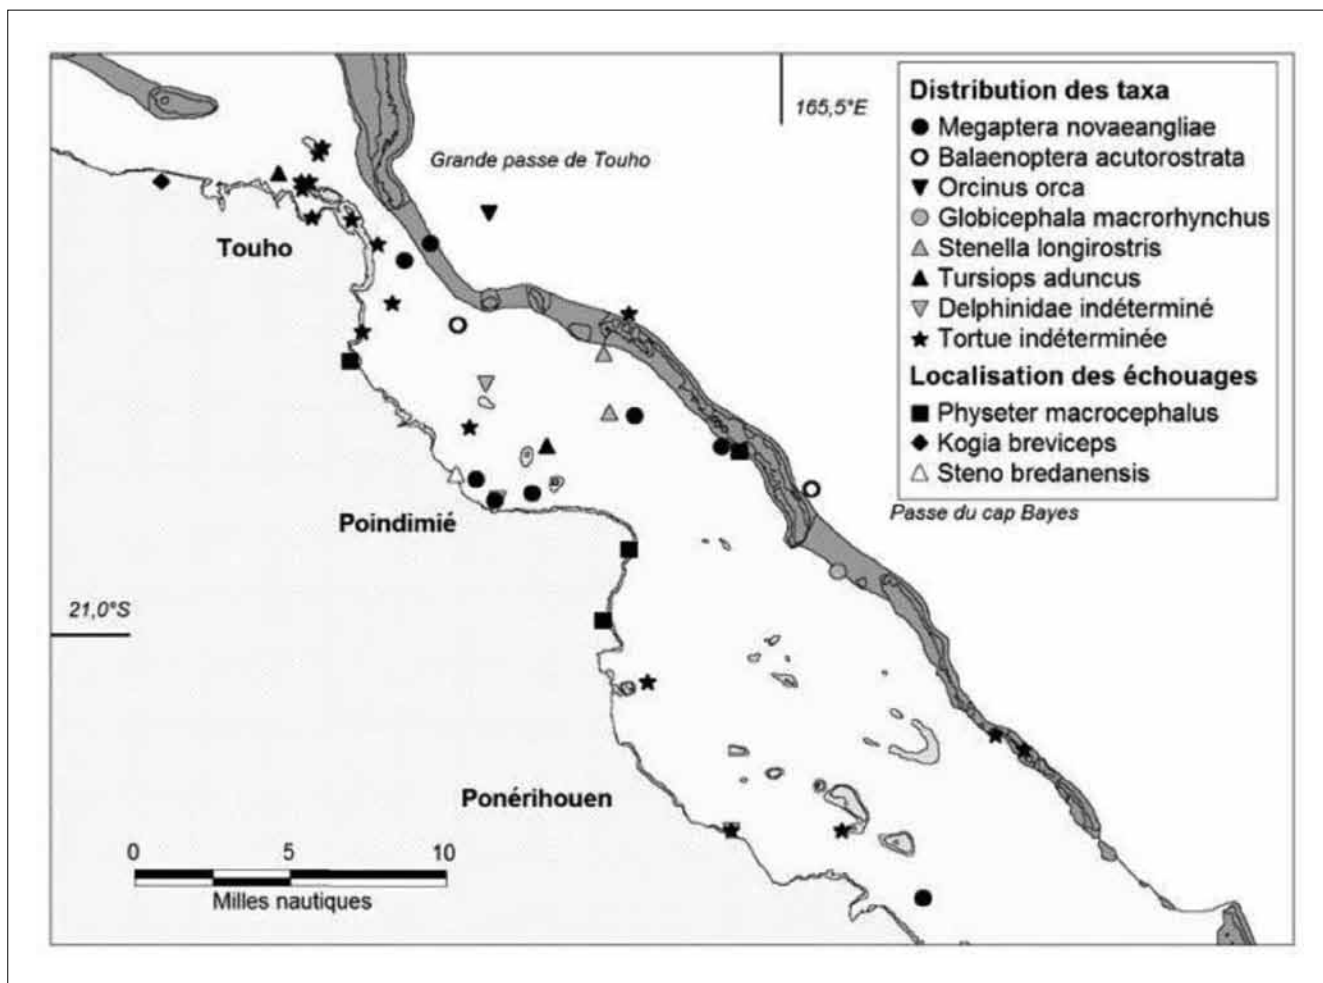 165,5°E
Grande passe de Touho
Touho
Poindimié
Passe du cap Bayes
21,0°S
Ponérihouen
0 5 10
Milles nautiques
Distribution des taxa
Megaptera novaeangliae
Balaenoptera acutorostrata
Orcinus orca
Globicephala macrorhynchus
Stenella longirostris
Tursiops aduncus
Delphinidae indéterminé
Tortue indéterminée
Localisation des échouages
Physeter macrocephalus
Kogia breviceps
Steno bredanensis